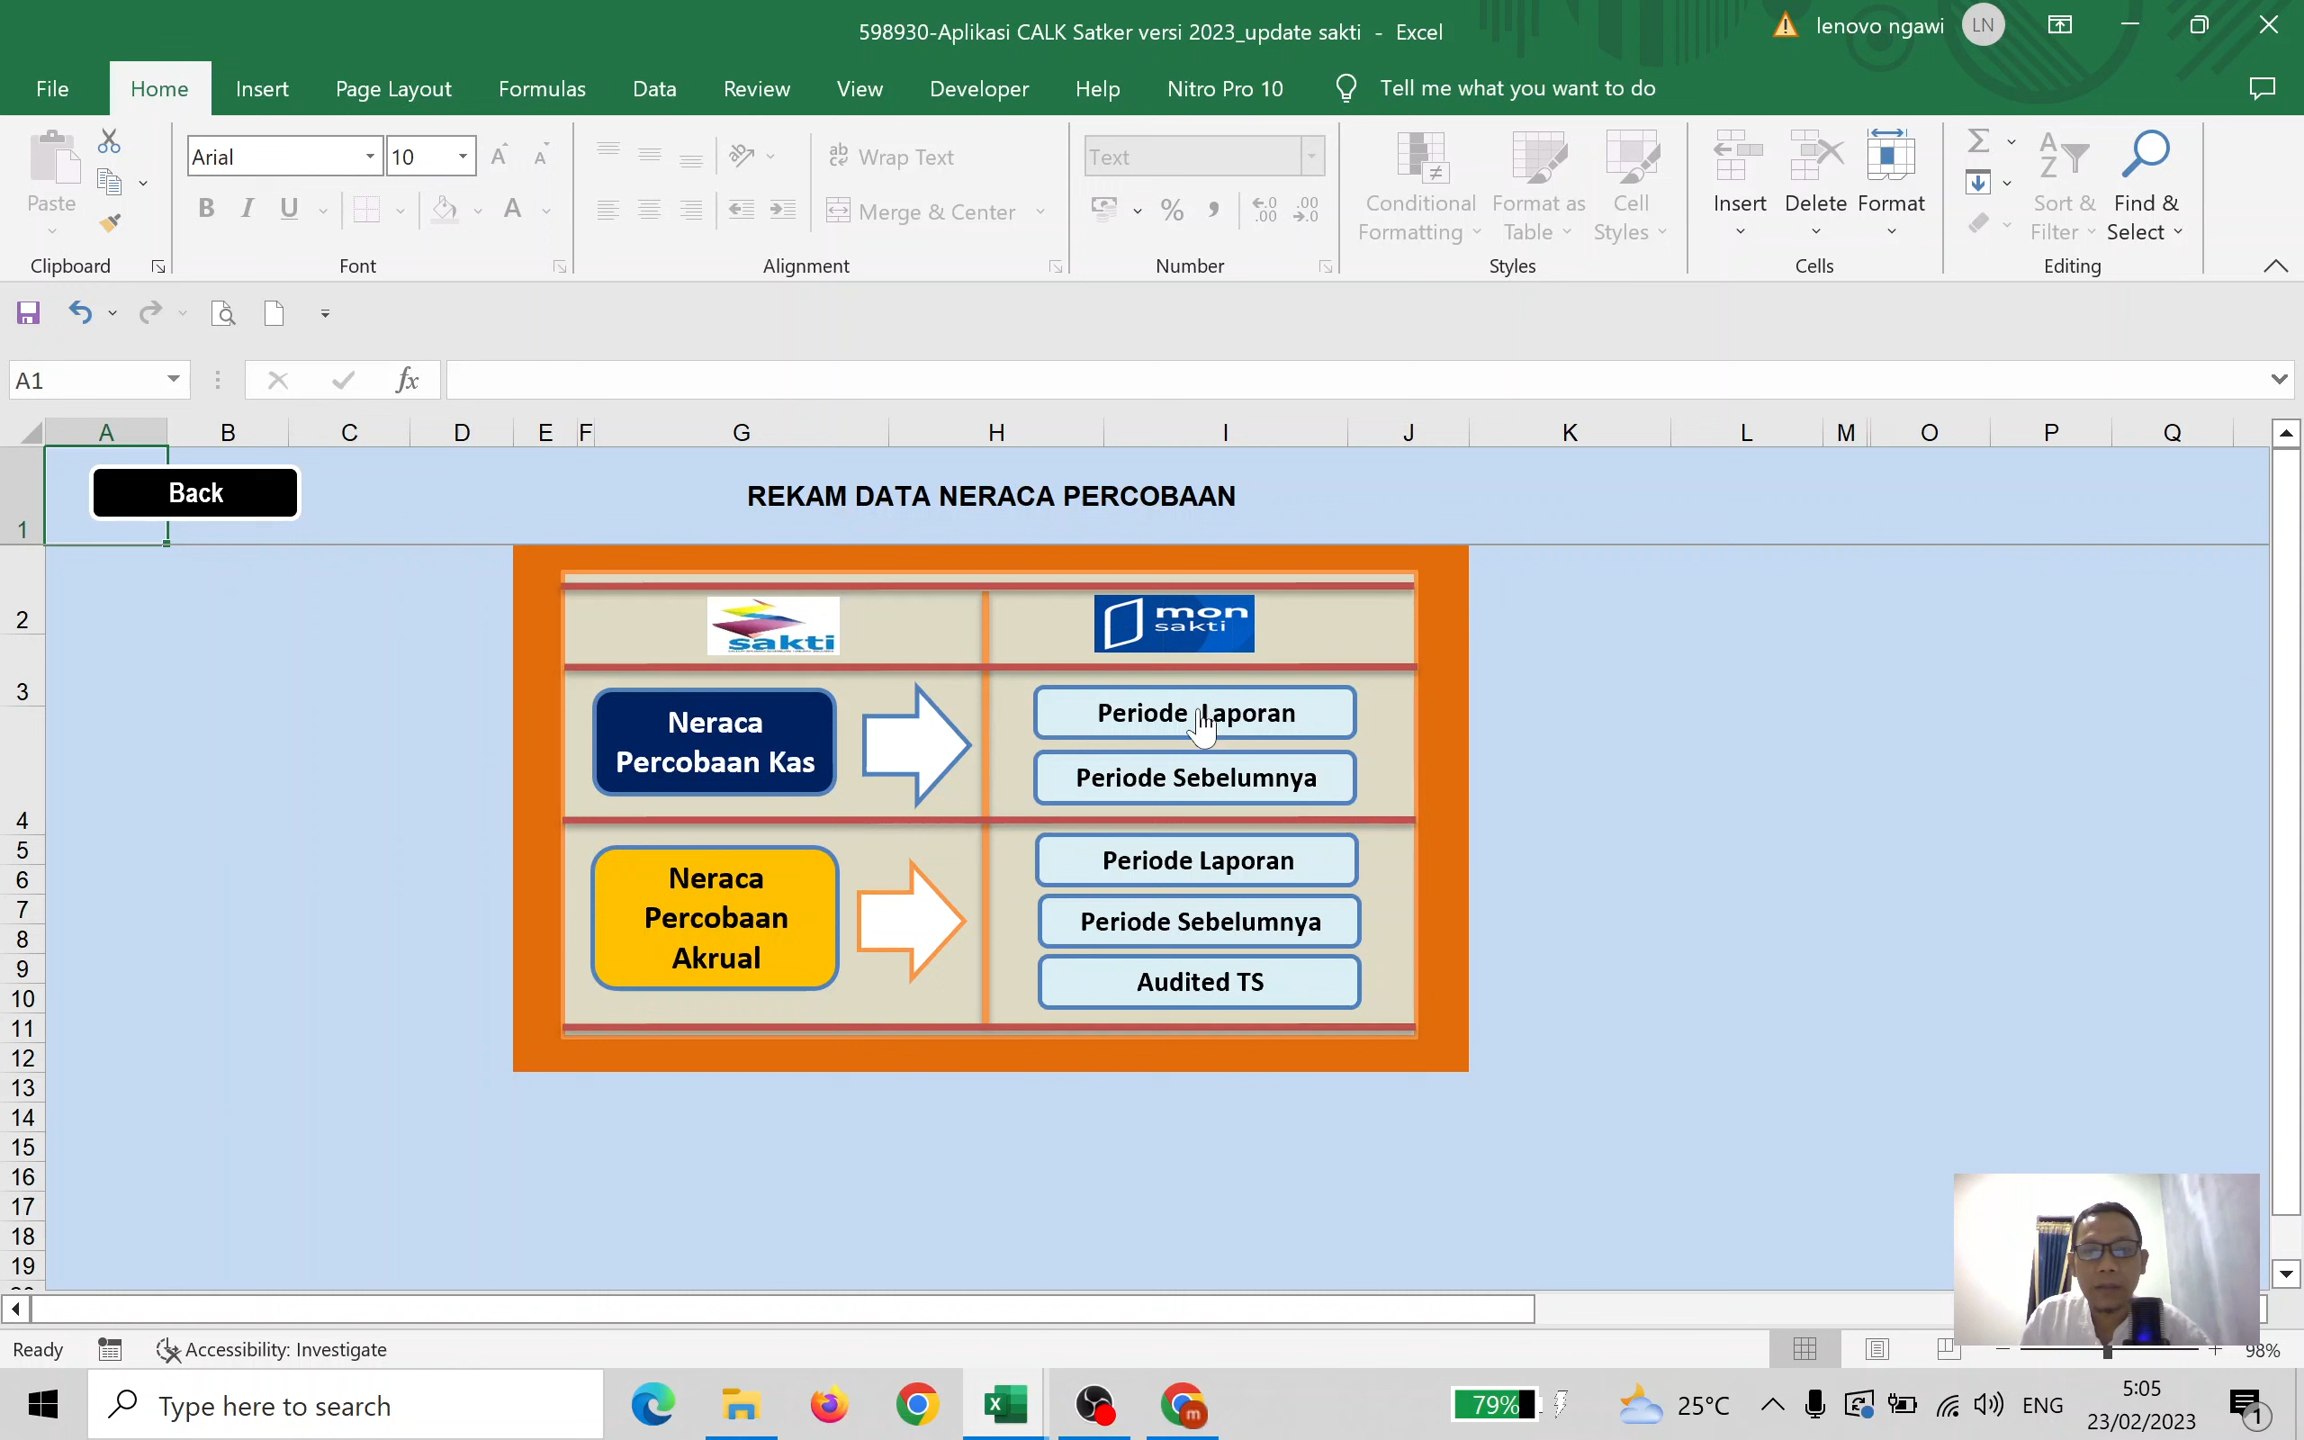 598930-Aplikasi CALK Satker versi 2023_update sakti - Excel
lenovo ngawi
LN
File
Home
Insert
Page Layout
Formulas
Data
Review
View
Developer
Help
Nitro Pro 10
Tell me what you want to do
Paste
Arial
10
Wrap Text
Merge & Center
Text
Conditional Formatting
Format as Table
Cell Styles
Insert
Delete
Format
Sort & Filter
Find & Select
Clipboard
Font
Alignment
Number
Styles
Cells
Editing
A1
fx
A B C D E F G H I J K L M O P Q
Back
REKAM DATA NERACA PERCOBAAN
1
2
sakti
mon
sakti
3
Neraca
Percobaan Kas
Periode Laporan
Periode Sebelumnya
4
5
6
7
8
9
10
11
12
13
14
15
16
17
18
19
Neraca
Percobaan
Akrual
Periode Laporan
Periode Sebelumnya
Audited TS
Ready
Accessibility: Investigate
98%
Type here to search
79%
25°C
ENG
5:05
23/02/2023
1